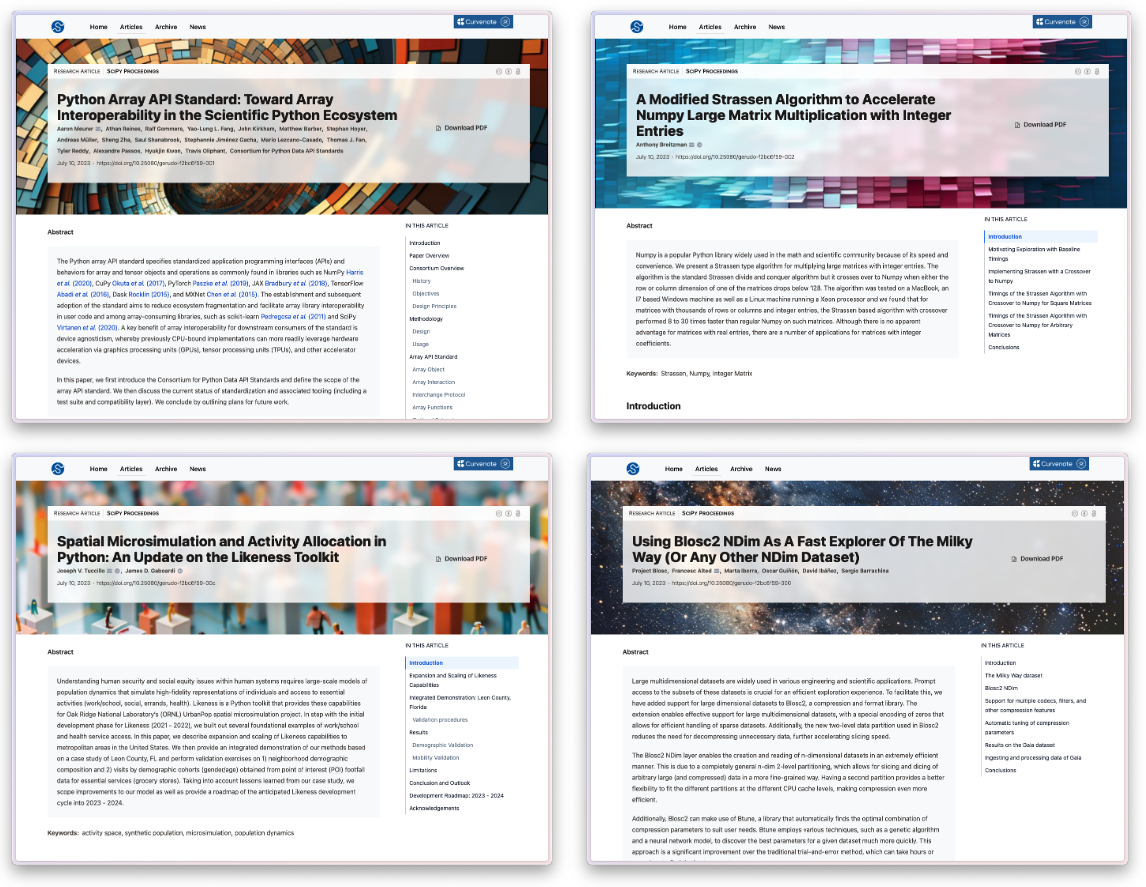 Home Articles Archive News
Curvenote
Research Article SciPy Proceedings
Python Array API Standard: Toward Array
Interoperability in the Scientific Python Ecosystem
Aaron Meurer, Athan Reines, Ralf Gommers, Yao-Lung L. Fang, John Kirkham, Matthew Barber, Stephan Hoyer,
Andreas Müller, Sheng Zha, Saul Shanabrook, Stephannie Jiménez Gacha, Mario Lezcano-Casado, Thomas J. Fan,
Tyler Reddy, Alexandre Passos, Hyukjin Kwon, Travis Oliphant, Consortium for Python Data API Standards
July 10, 2023 · https://doi.org/10.25080/gerudo-f2bc6f59-001
Download PDF
Abstract
The Python array API standard specifies standardized application programming interfaces (APIs) and
behaviors for array and tensor objects and operations as commonly found in libraries such as NumPy Harris
et al. (2020), CuPy Okuta et al. (2017), PyTorch Paszke et al. (2019), JAX Bradbury et al. (2018), TensorFlow
Abadi et al. (2016), Dask Rocklin (2015), and MXNet Chen et al. (2015). The establishment and subsequent
adoption of the standard aims to reduce ecosystem fragmentation and facilitate array library interoperability
in user code and among array-consuming libraries, such as scikit-learn Pedregosa et al. (2011) and SciPy
Virtanen et al. (2020). A key benefit of array interoperability for downstream consumers of the standard is
device agnosticism, whereby previously CPU-bound implementations can more readily leverage hardware
acceleration via graphics processing units (GPUs), tensor processing units (TPUs), and other accelerator
devices.
In this paper, we first introduce the Consortium for Python Data API Standards and define the scope of the
array API standard. We then discuss the current status of standardization and associated tooling (including a
test suite and compatibility layer). We conclude by outlining plans for future work.
IN THIS ARTICLE
Introduction
Paper Overview
Consortium Overview
History
Objectives
Design Principles
Methodology
Design
Usage
Array API Standard
Array Object
Array Interaction
Interchange Protocol
Array Functions
Home Articles Archive News
Curvenote
Research Article SciPy Proceedings
A Modified Strassen Algorithm to Accelerate
Numpy Large Matrix Multiplication with Integer
Entries
Anthony Breitzman
July 10, 2023 · https://doi.org/10.25080/gerudo-f2bc6f59-002
Download PDF
Abstract
Numpy is a popular Python library widely used in the math and scientific community because of its speed and
convenience. We present a Strassen type algorithm for multiplying large matrices with integer entries. The
algorithm is the standard Strassen divide and conquer algorithm but it crosses over to Numpy when either the
row or column dimension of one of the matrices drops below 128. The algorithm was tested on a MacBook, an
I7 based Windows machine as well as a Linux machine running a Xeon processor and we found that for
matrices with thousands of rows or columns and integer entries, the Strassen based algorithm with crossover
performed 8 to 30 times faster than regular Numpy on such matrices. Although there is no apparent
advantage for matrices with real entries, there are a number of applications for matrices with integer
coefficients.
Keywords: Strassen, Numpy, Integer Matrix
Introduction
IN THIS ARTICLE
Introduction
Motivating Exploration with Baseline
Timings
Implementing Strassen with a Crossover
to Numpy
Timings of the Strassen Algorithm with
Crossover to Numpy for Square Matrices
Timings of the Strassen Algorithm with
Crossover to Numpy for Arbitrary
Matrices
Conclusions
Home Articles Archive News
Curvenote
Research Article SciPy Proceedings
Spatial Microsimulation and Activity Allocation in
Python: An Update on the Likeness Toolkit
Joseph V. Tuccillo, James D. Gaboardi
July 10, 2023 · https://doi.org/10.25080/gerudo-f2bc6f59-00c
Download PDF
Abstract
Understanding human security and social equity issues within human systems requires large-scale models of
population dynamics that simulate high-fidelity representations of individuals and access to essential
activities (work/school, social, errands, health). Likeness is a Python toolkit that provides these capabilities
for Oak Ridge National Laboratory's (ORNL) UrbanPop spatial microsimulation project. In step with the initial
development phase for Likeness (2021 - 2022), we built out several foundational examples of work/school
and health service access. In this paper, we describe expansion and scaling of Likeness capabilities to
metropolitan areas in the United States. We then provide an integrated demonstration of our methods based
on a case study of Leon County, FL and perform validation exercises on 1) neighborhood demographic
composition and 2) visits by demographic cohorts (gender/age) obtained from point of interest (POI) footfall
data for essential services (grocery stores). Taking into account lessons learned from our case study, we
scope improvements to our model as well as provide a roadmap of the anticipated Likeness development
cycle into 2023 - 2024.
Keywords: activity space, synthetic population, microsimulation, population dynamics
IN THIS ARTICLE
Introduction
Expansion and Scaling of Likeness
Capabilities
Integrated Demonstration: Leon County,
Florida
Validation procedures
Results
Demographic Validation
Mobility Validation
Limitations
Conclusion and Outlook
Development Roadmap: 2023 - 2024
Acknowledgements
Home Articles Archive News
Curvenote
Research Article SciPy Proceedings
Using Blosc2 NDim As A Fast Explorer Of The Milky
Way (Or Any Other NDim Dataset)
Project Blosc, Francesc Alted, Marta Iborra, Oscar Guiñón, David Ibáñez, Sergio Barrachina
July 10, 2023 · https://doi.org/10.25080/gerudo-f2bc6f59-000
Download PDF
Abstract
Large multidimensional datasets are widely used in various engineering and scientific applications. Prompt
access to the subsets of these datasets is crucial for an efficient exploration experience. To facilitate this, we
have added support for large dimensional datasets to Blosc2, a compression and format library. The
extension enables effective support for large multidimensional datasets, with a special encoding of zeros that
allows for efficient handling of sparse datasets. Additionally, the new two-level data partition used in Blosc2
reduces the need for decompressing unnecessary data, further accelerating slicing speed.
The Blosc2 NDim layer enables the creation and reading of n-dimensional datasets in an extremely efficient
manner. This is due to a completely general n-dim 2-level partitioning, which allows for slicing and dicing of
arbitrary large (and compressed) data in a more fine-grained way. Having a second partition provides a better
flexibility to fit the different partitions at the different CPU cache levels, making compression even more
efficient.
Additionally, Blosc2 can make use of Btune, a library that automatically finds the optimal combination of
compression parameters to suit user needs. Btune employs various techniques, such as a genetic algorithm
and a neural network model, to discover the best parameters for a given dataset much more quickly. This
approach is a significant improvement over the traditional trial-and-error method, which can take hours or
IN THIS ARTICLE
Introduction
The Milky Way dataset
Blosc2 NDim
Support for multiple codecs, filters, and
other compression features
Automatic tuning of compression
parameters
Results on the Gaia dataset
Ingesting and processing data of Gaia
Conclusions